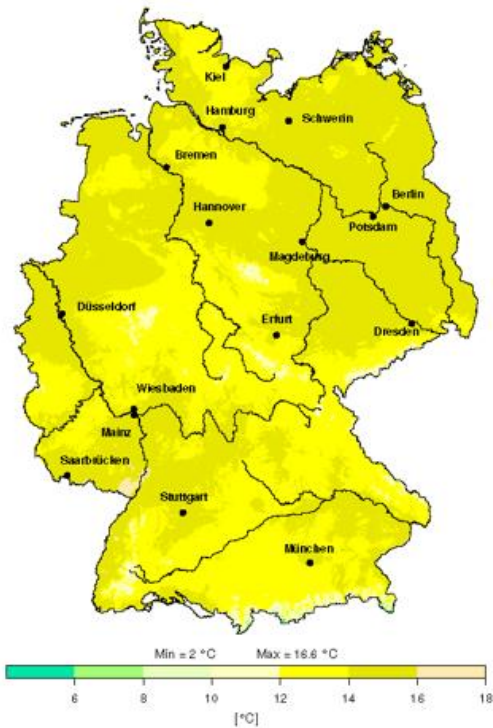 Kiel
Hamburg
Schwerin
Bremen
Berlin
Hannover
Potsdam
Magdeburg
Düsseldorf
Erfurt
Dresden
Wiesbaden
Mainz
Saarbrücken
Stuttgart
München
Min = 2 °C Max = 16.6 °C
6 8 10 12 14 16 18
[°C]